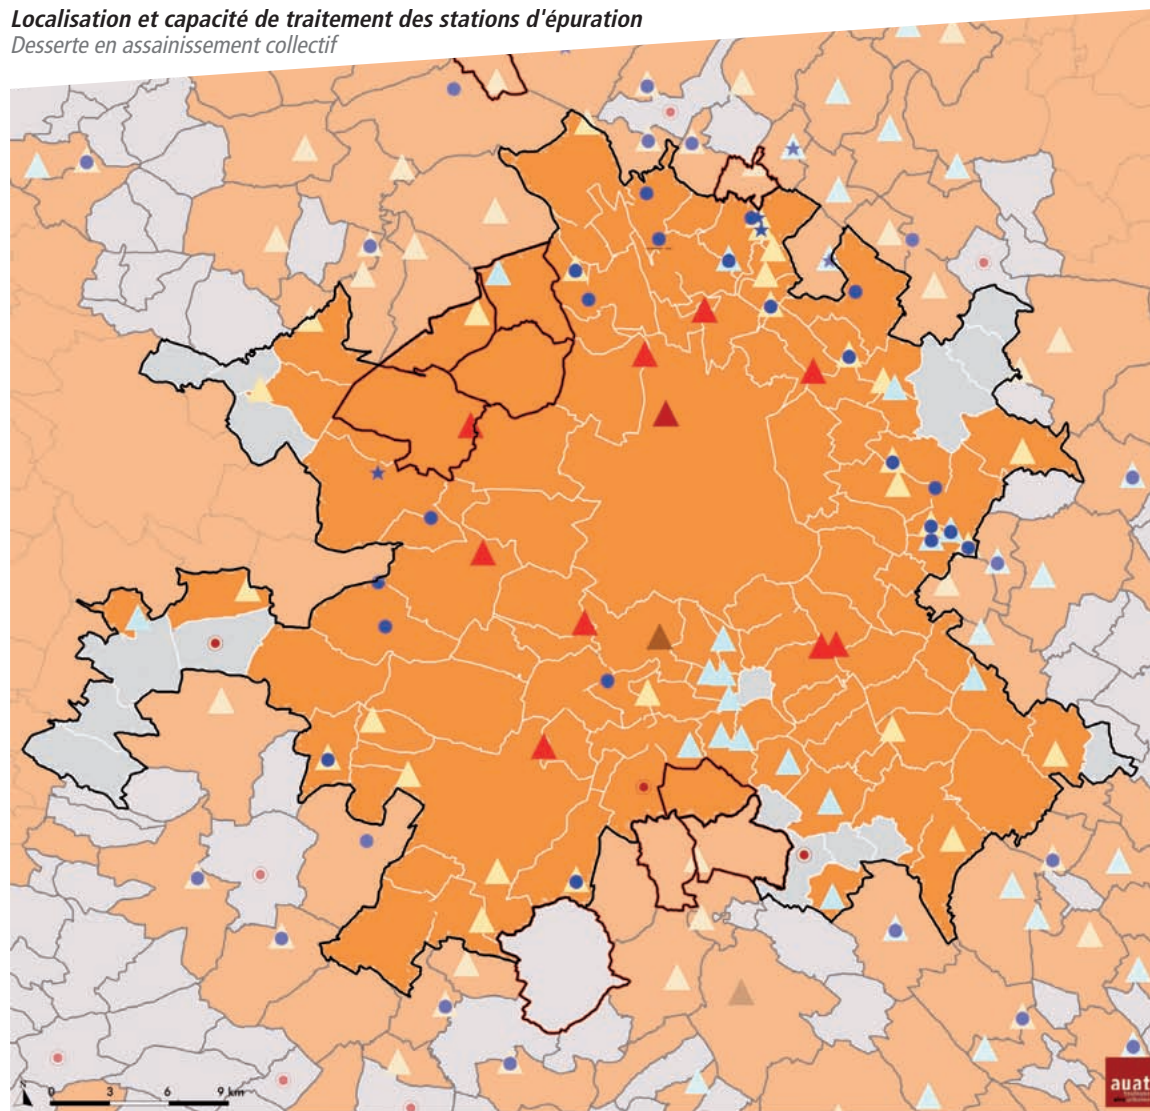 Localisation et capacité de traitement des stations d'épuration
Desserte en assainissement collectif
N
0 3 6 9 km
auat